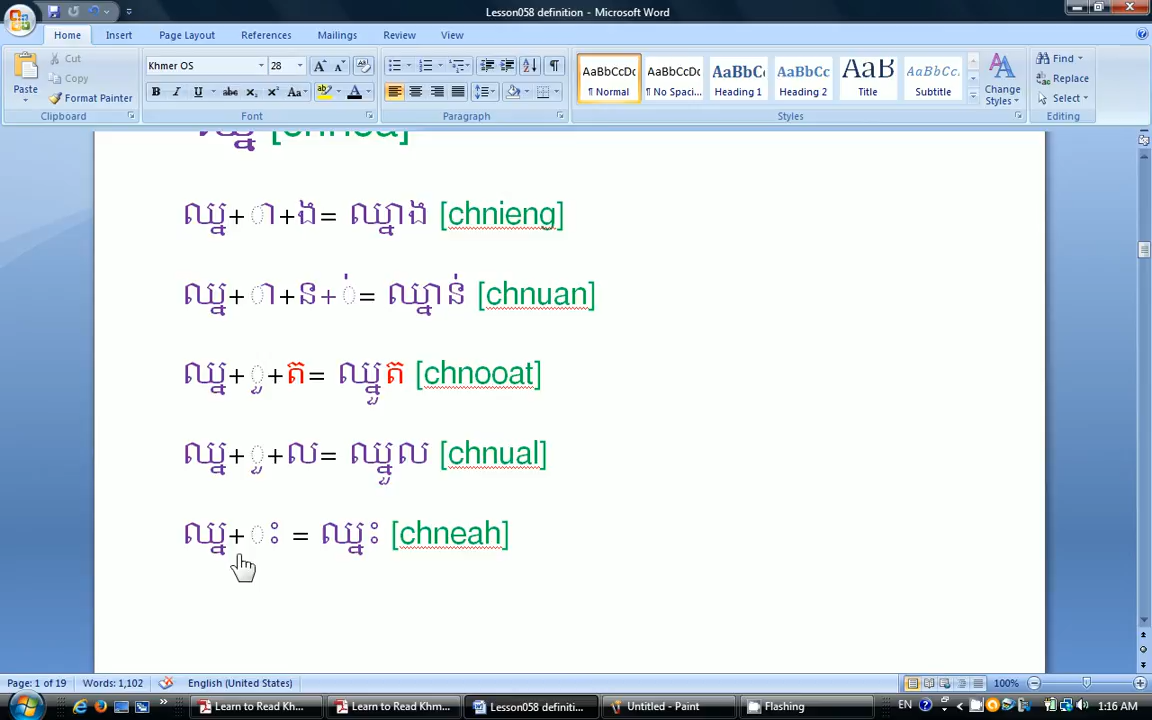 Lesson058 definition - Microsoft Word
Home Insert Page Layout References Mailings Review View
Paste Cut Copy Format Painter Clipboard
Khmer OS 28 Font
Paragraph
AaBbCcDc ¶ Normal AaBbCcDc ¶ No Spaci... AaBbCc Heading 1 AaBbCc Heading 2 AaB Title AaBbCc. Subtitle Change Styles Styles
Find Replace Select Editing
ឈ្ន [chnoa]
ឈ្ន+ា+ង= ឈ្នាង [chnieng]
ឈ្ន+ា+ន+់= ឈ្នាន់ [chnuan]
ឈ្ន+ួ+ត= ឈ្នួត [chnooat]
ឈ្ន+ួ+ល= ឈ្នួល [chnual]
ឈ្ន+ះ = ឈ្នះ [chneah]
Page: 1 of 19 Words: 1,102 English (United States) 100%
Learn to Read Kh... Learn to Read Khm... Lesson058 definiti... Untitled - Paint Flashing EN 1:16 AM